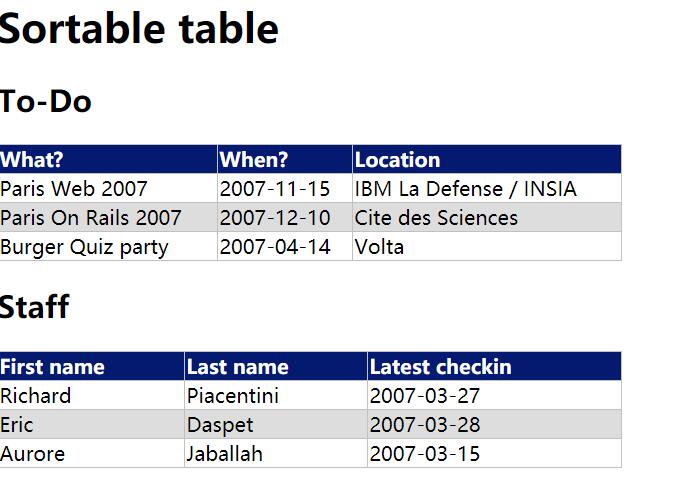 Sortable table
To-Do
What? When? Location
Paris Web 2007 2007-11-15 IBM La Defense / INSIA
Paris On Rails 2007 2007-12-10 Cite des Sciences
Burger Quiz party 2007-04-14 Volta
Staff
First name Last name Latest checkin
Richard Piacentini 2007-03-27
Eric Daspet 2007-03-28
Aurore Jaballah 2007-03-15